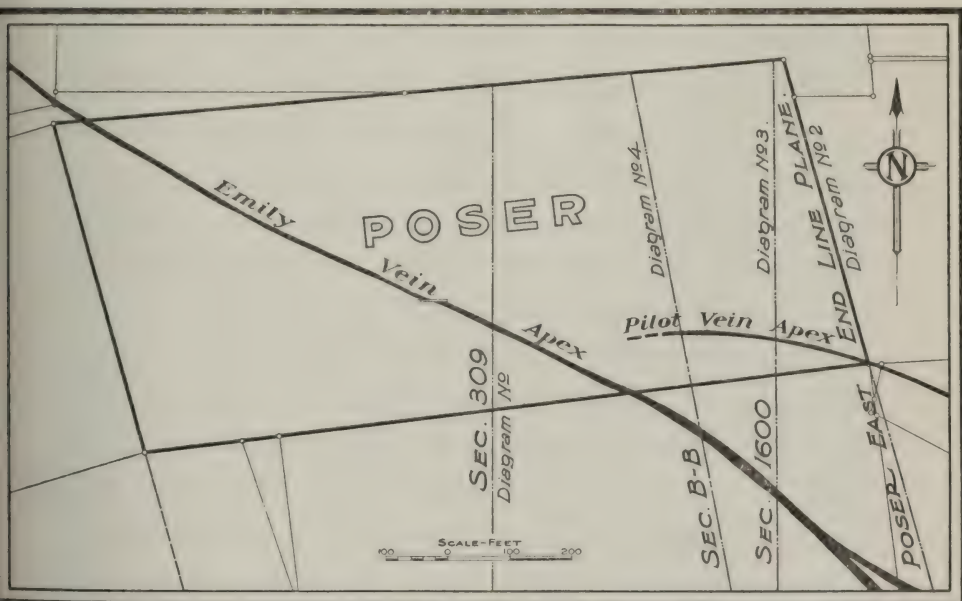 POSER
Emily Vein Apex
Pilot Vein Apex
SEC. 309
Diagram No
SEC. B-B
Diagram No 4
SEC. 1600
Diagram No 3.
POSER EAST END LINE PLANE.
Diagram No 2
N
SCALE-FEET
100 0 100 200